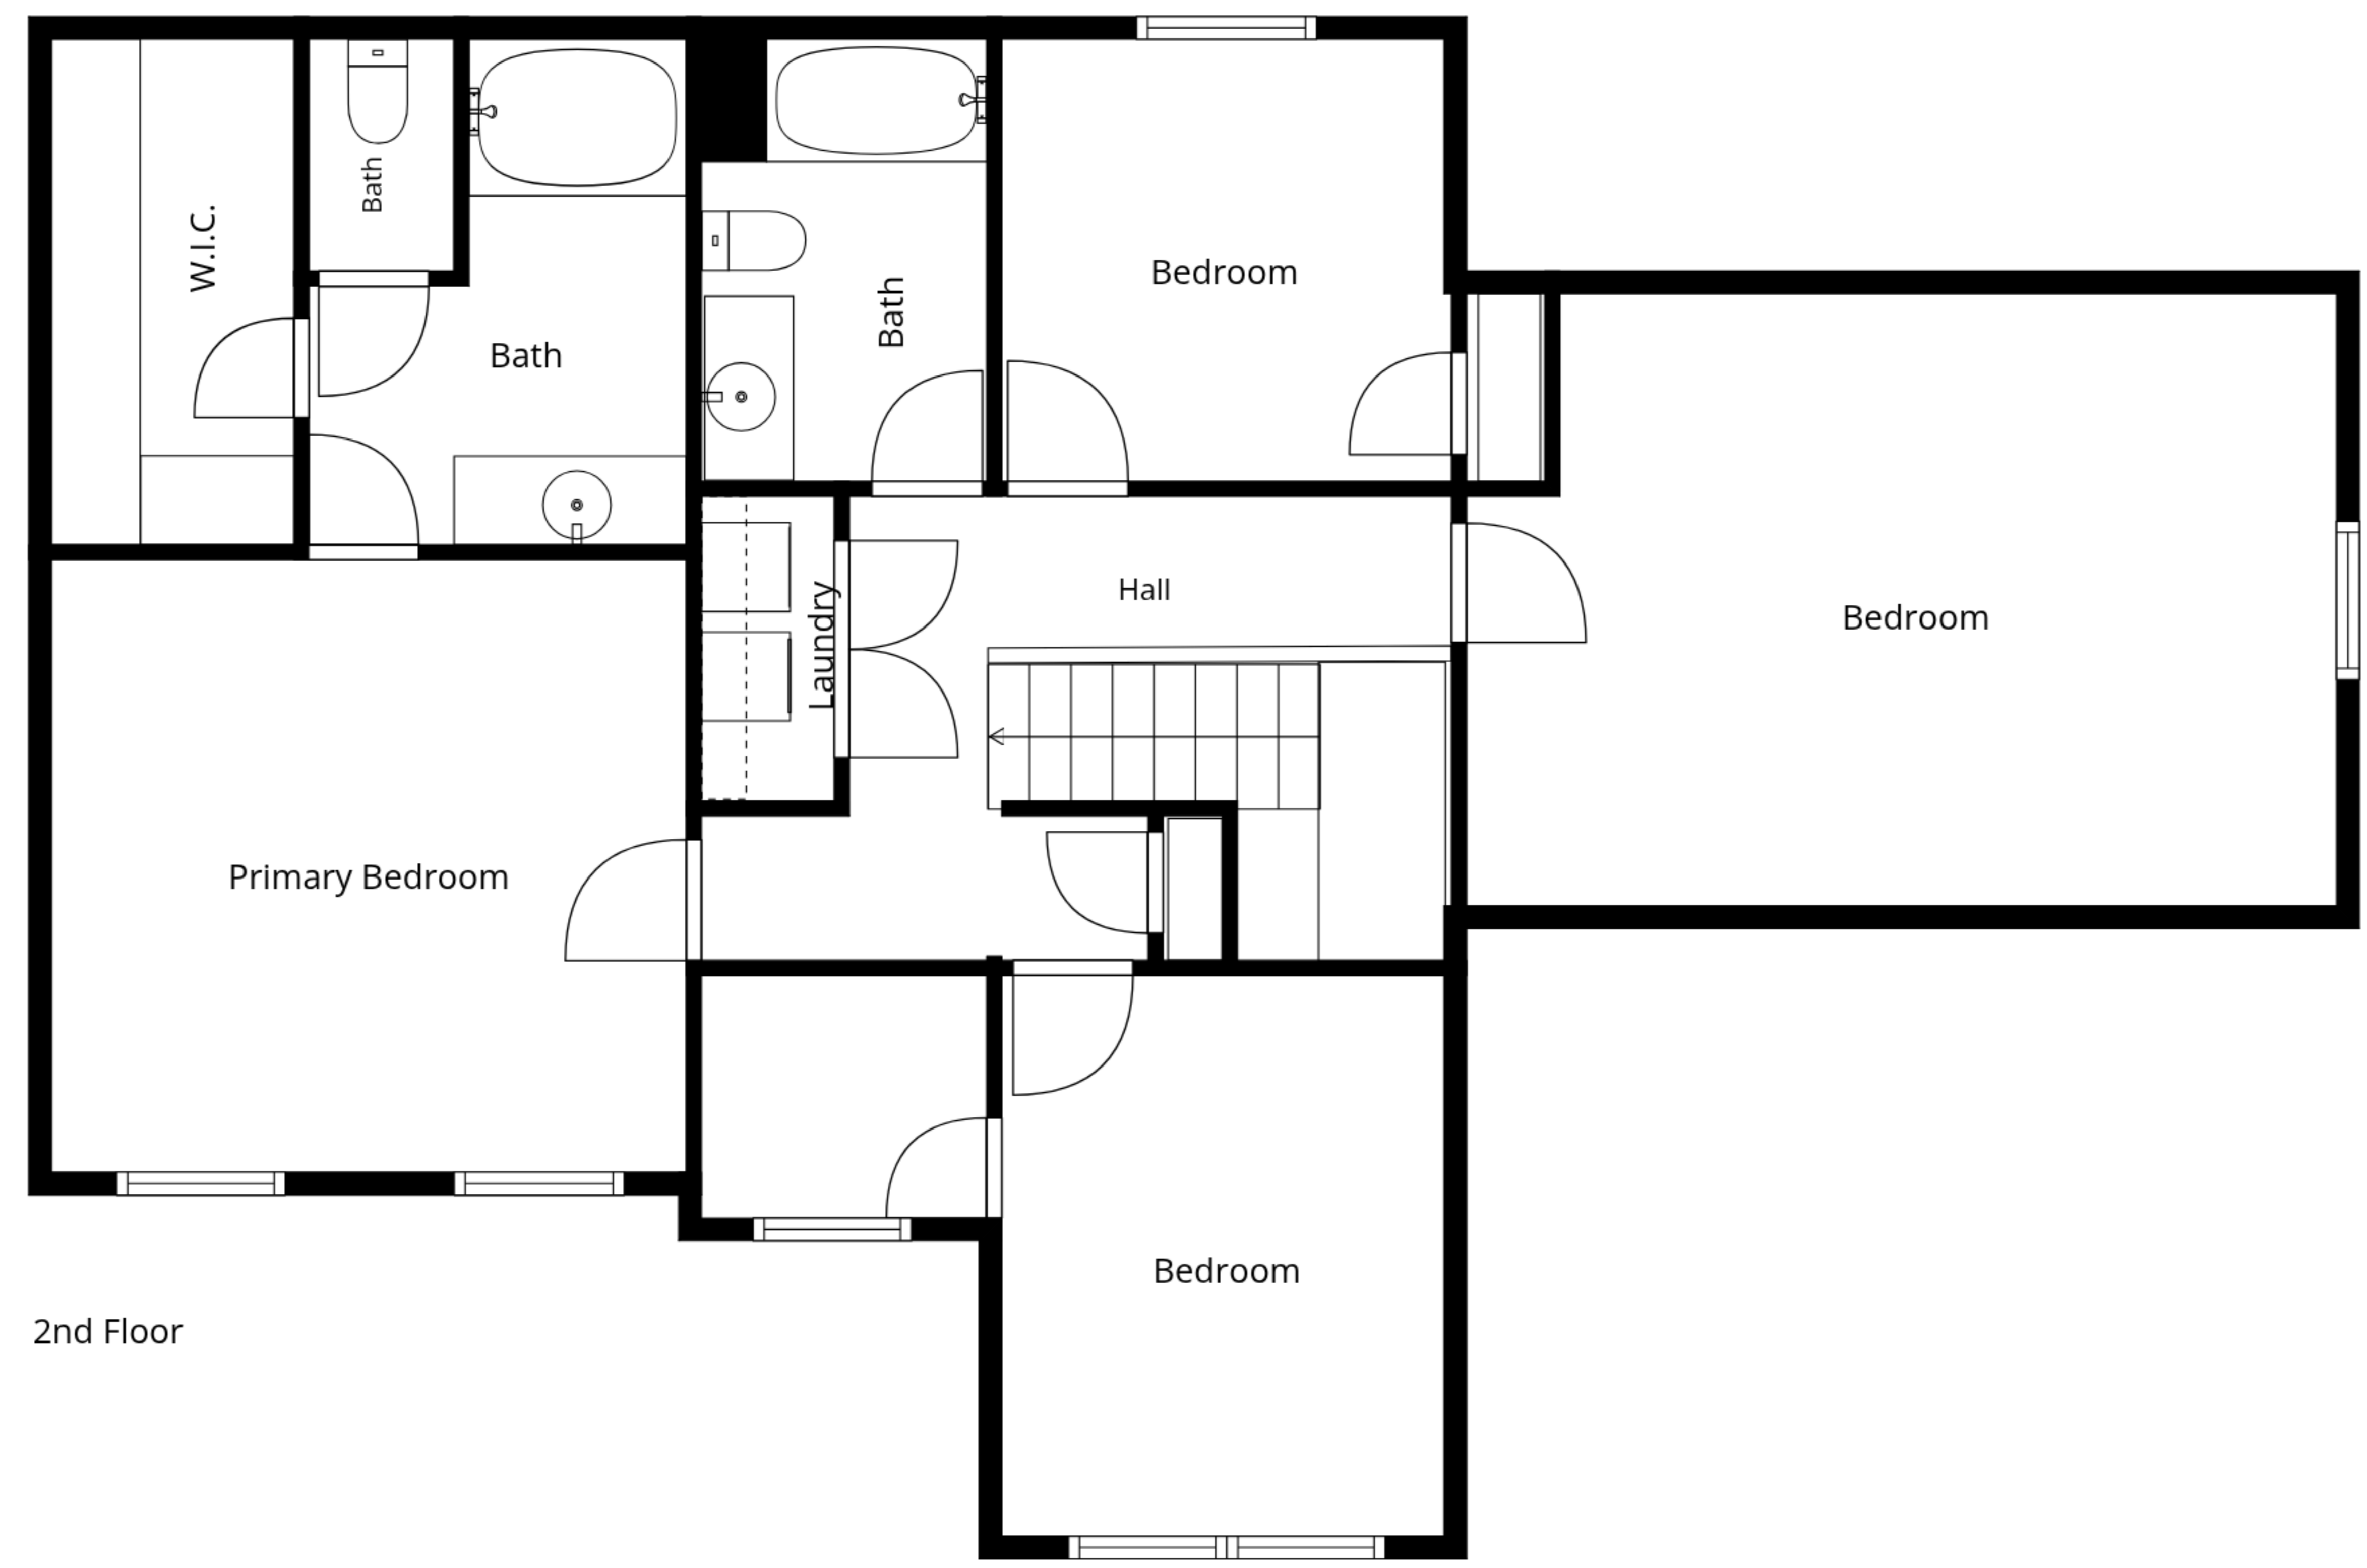 W.I.C.
Bath
Bath
Bath
Bedroom
Laundry
Hall
Bedroom
Primary Bedroom
Bedroom
2nd Floor